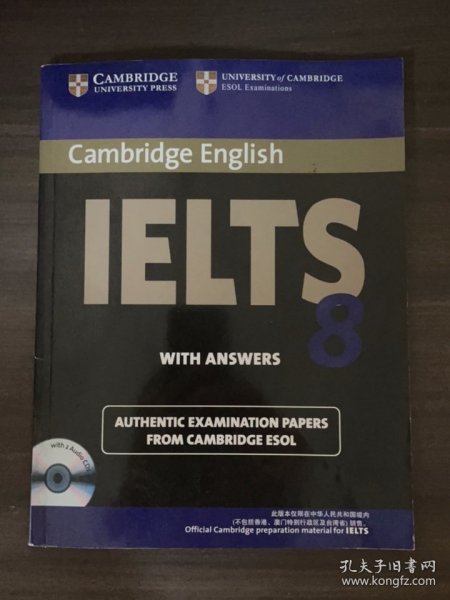 CAMBRIDGE
UNIVERSITY PRESS
UNIVERSITY of CAMBRIDGE
ESOL Examinations
Cambridge English
IELTS
8
WITH ANSWERS
AUTHENTIC EXAMINATION PAPERS
FROM CAMBRIDGE ESOL
with 2 Audio CDs
此版本仅限在中华人民共和国境内
(不包括香港、澳门特别行政区及台湾省)销售。
Official Cambridge preparation material for IELTS
孔夫子旧书网
www.kongfz.com